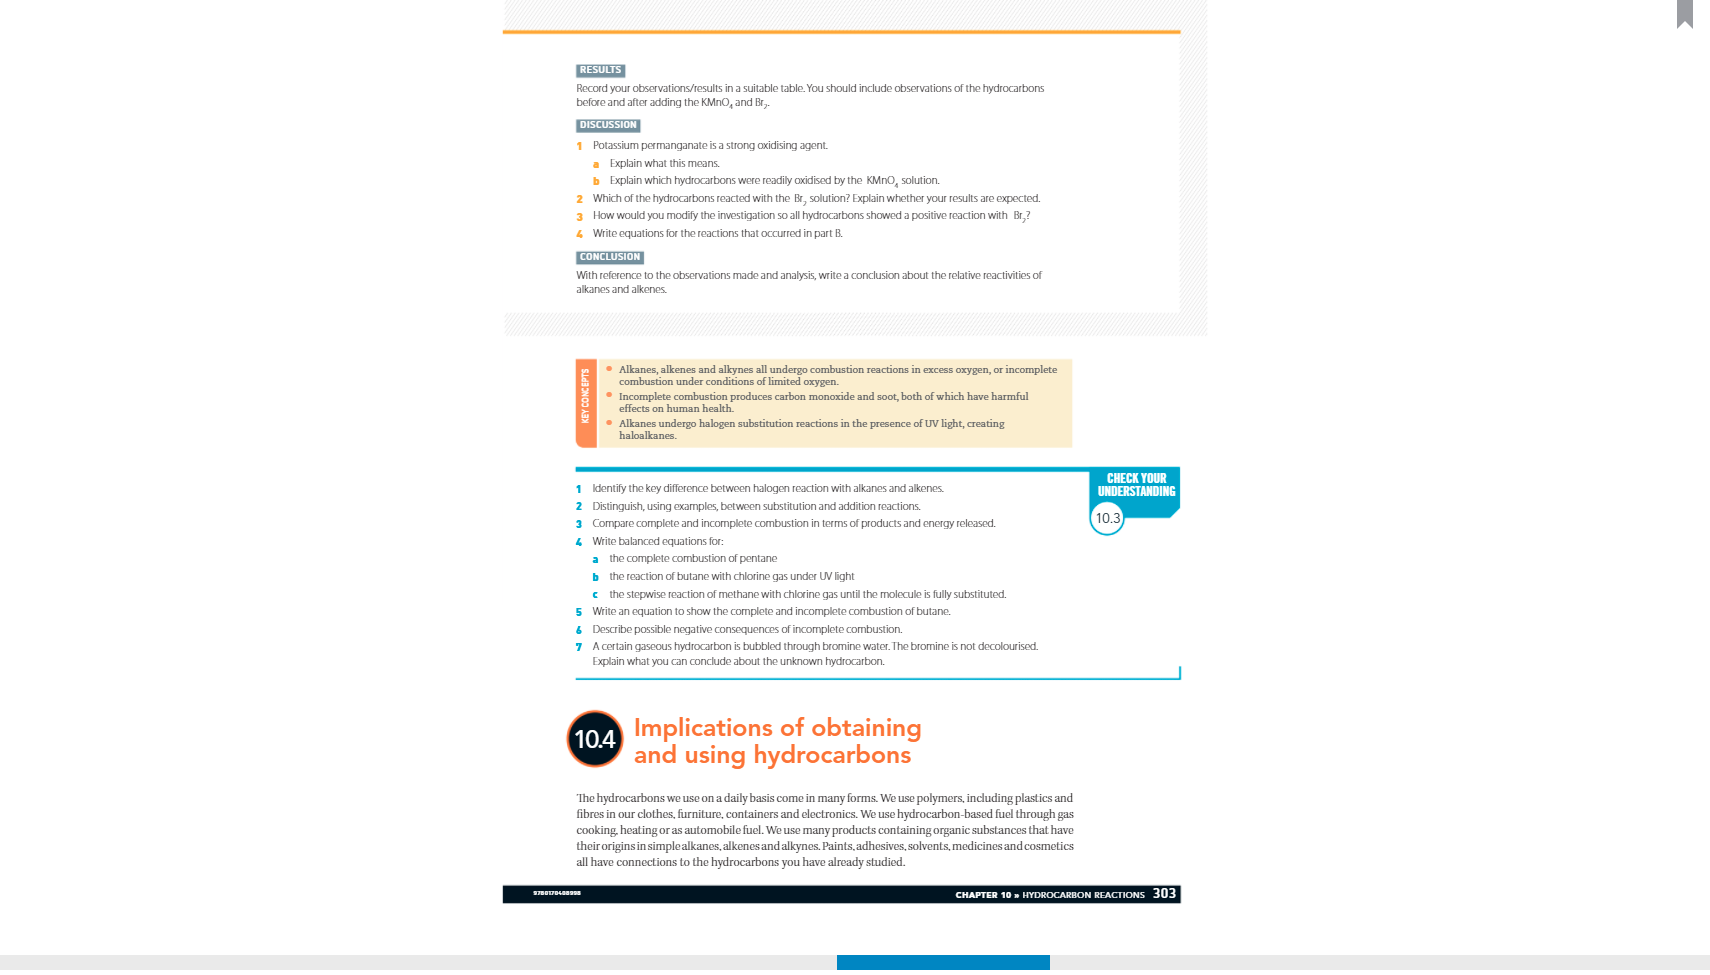 RESULTS
Record your observations/results in a suitable table. You should include observations of the hydrocarbons
before and after adding the KMnO₄ and Br₂.
DISCUSSION
1 Potassium permanganate is a strong oxidising agent.
a Explain what this means.
b Explain which hydrocarbons were readily oxidised by the KMnO₄ solution.
2 Which of the hydrocarbons reacted with the Br₂ solution? Explain whether your results are expected.
3 How would you modify the investigation so all hydrocarbons showed a positive reaction with Br₂?
4 Write equations for the reactions that occurred in part B.
CONCLUSION
With reference to the observations made and analysis, write a conclusion about the relative reactivities of
alkanes and alkenes.
KEY CONCEPTS
• Alkanes, alkenes and alkynes all undergo combustion reactions in excess oxygen, or incomplete
combustion under conditions of limited oxygen.
• Incomplete combustion produces carbon monoxide and soot, both of which have harmful
effects on human health.
• Alkanes undergo halogen substitution reactions in the presence of UV light, creating
haloalkanes.
CHECK YOUR
UNDERSTANDING
10.3
1 Identify the key difference between halogen reaction with alkanes and alkenes.
2 Distinguish, using examples, between substitution and addition reactions.
3 Compare complete and incomplete combustion in terms of products and energy released.
4 Write balanced equations for:
a the complete combustion of pentane
b the reaction of butane with chlorine gas under UV light
c the stepwise reaction of methane with chlorine gas until the molecule is fully substituted.
5 Write an equation to show the complete and incomplete combustion of butane.
6 Describe possible negative consequences of incomplete combustion.
7 A certain gaseous hydrocarbon is bubbled through bromine water. The bromine is not decolourised.
Explain what you can conclude about the unknown hydrocarbon.
10.4 Implications of obtaining
and using hydrocarbons
The hydrocarbons we use on a daily basis come in many forms. We use polymers, including plastics and
fibres in our clothes, furniture, containers and electronics. We use hydrocarbon-based fuel through gas
cooking, heating or as automobile fuel. We use many products containing organic substances that have
their origins in simple alkanes, alkenes and alkynes. Paints, adhesives, solvents, medicines and cosmetics
all have connections to the hydrocarbons you have already studied.
9780170408998 CHAPTER 10 » HYDROCARBON REACTIONS 303